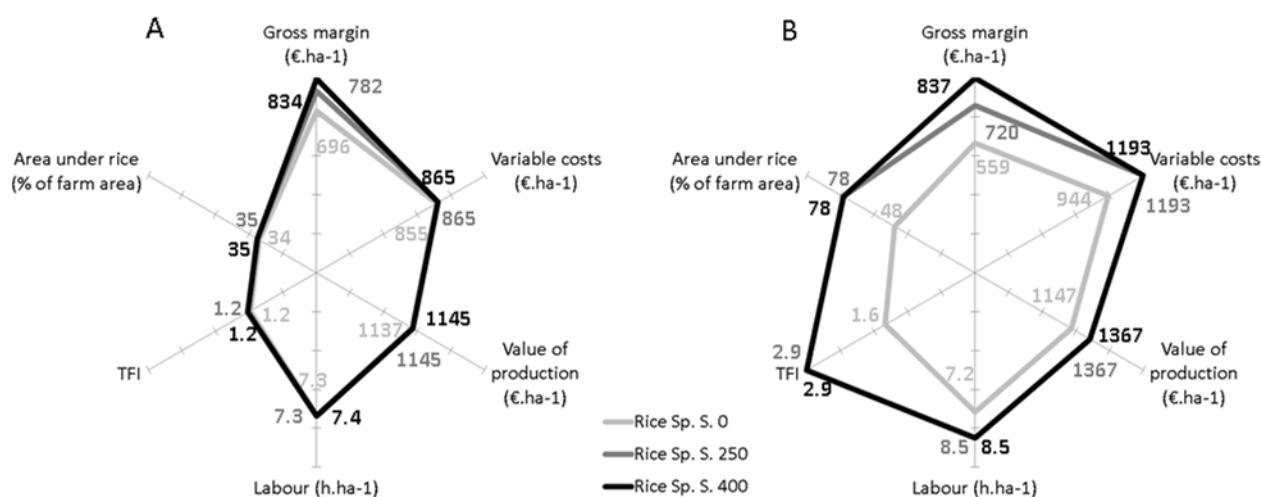 A
Gross margin
(€.ha-1)
782
834
696
Area under rice
(% of farm area)
Variable costs
(€.ha-1)
865
865
855
35
34
35
1.2
1.2
1.2
TFI
1137
1145
1145
Value of
production
(€.ha-1)
7.3
7.3
7.4
Labour (h.ha-1)
Rice Sp. S. 0
Rice Sp. S. 250
Rice Sp. S. 400
B
Gross margin
(€.ha-1)
837
720
559
Area under rice
(% of farm area)
1193
Variable costs
(€.ha-1)
944
1193
78
78
48
1.6
1147
2.9
TFI
2.9
1367
1367
Value of
production
(€.ha-1)
7.2
8.5
8.5
Labour (h.ha-1)